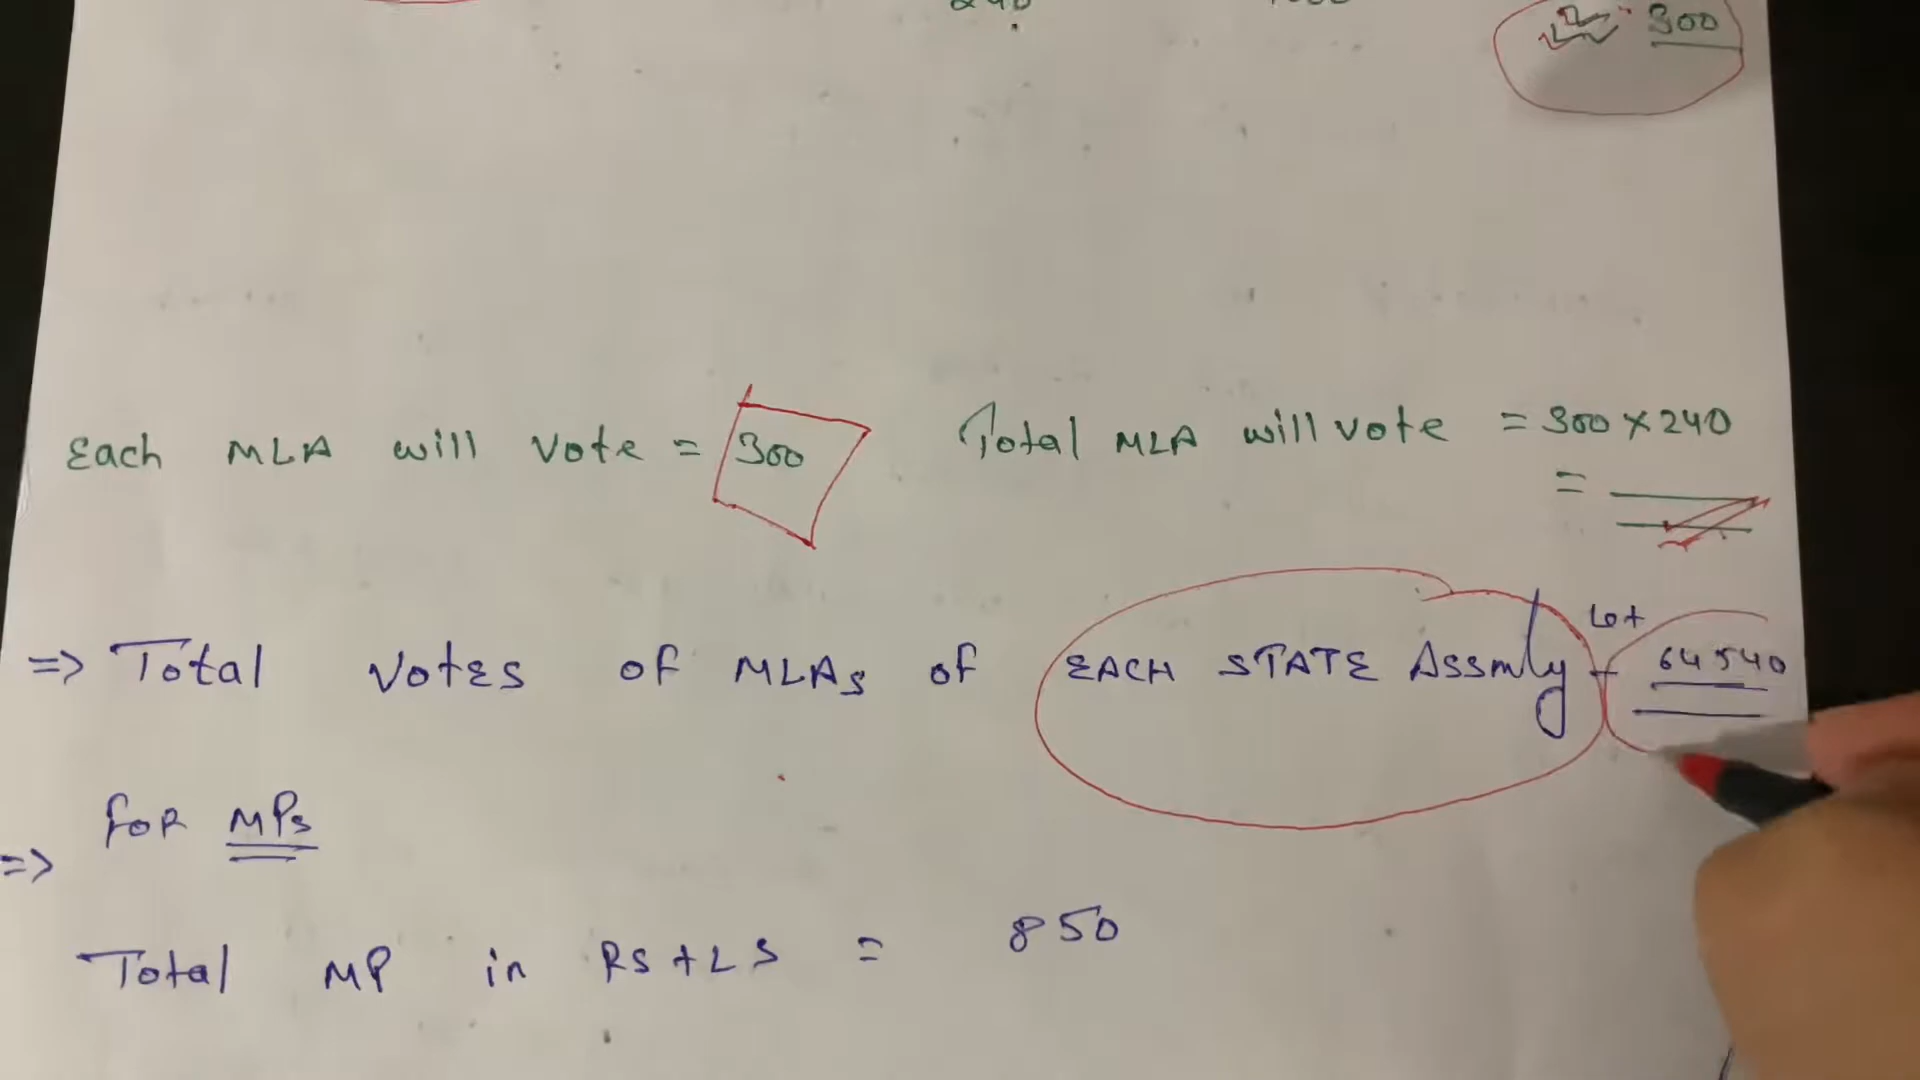 300
Each MLA will vote = 300
Total MLA will vote = 300 x 240
=
=> Total votes of MLAs of EACH STATE Assmly = 64540
Let
for MPs
=>
Total MP in RS + LS = 850